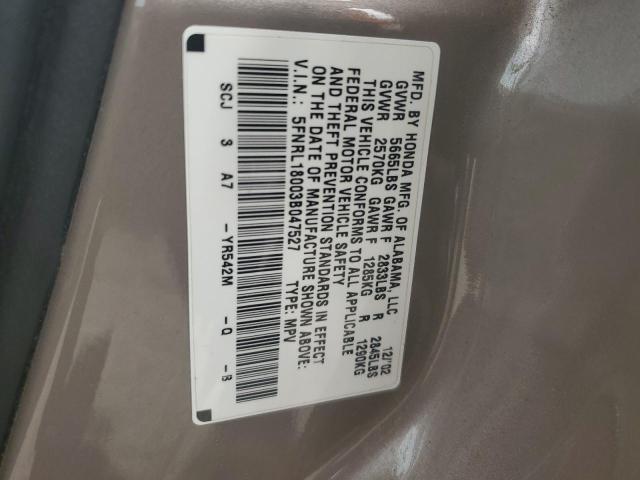 MFD. BY HONDA MFG. OF ALABAMA, LLC 12/'02
GVWR 5665LBS GAWR F 2833LBS R 2845LBS
GVWR 2570KG GAWR F 1285KG R 1290KG
THIS VEHICLE CONFORMS TO ALL APPLICABLE
FEDERAL MOTOR VEHICLE SAFETY
AND THEFT PREVENTION STANDARDS IN EFFECT
ON THE DATE OF MANUFACTURE SHOWN ABOVE.
V.I.N.: 5FNRL18003B047527 TYPE: MPV
SCJ 3 A7 -YR542M -Q -B